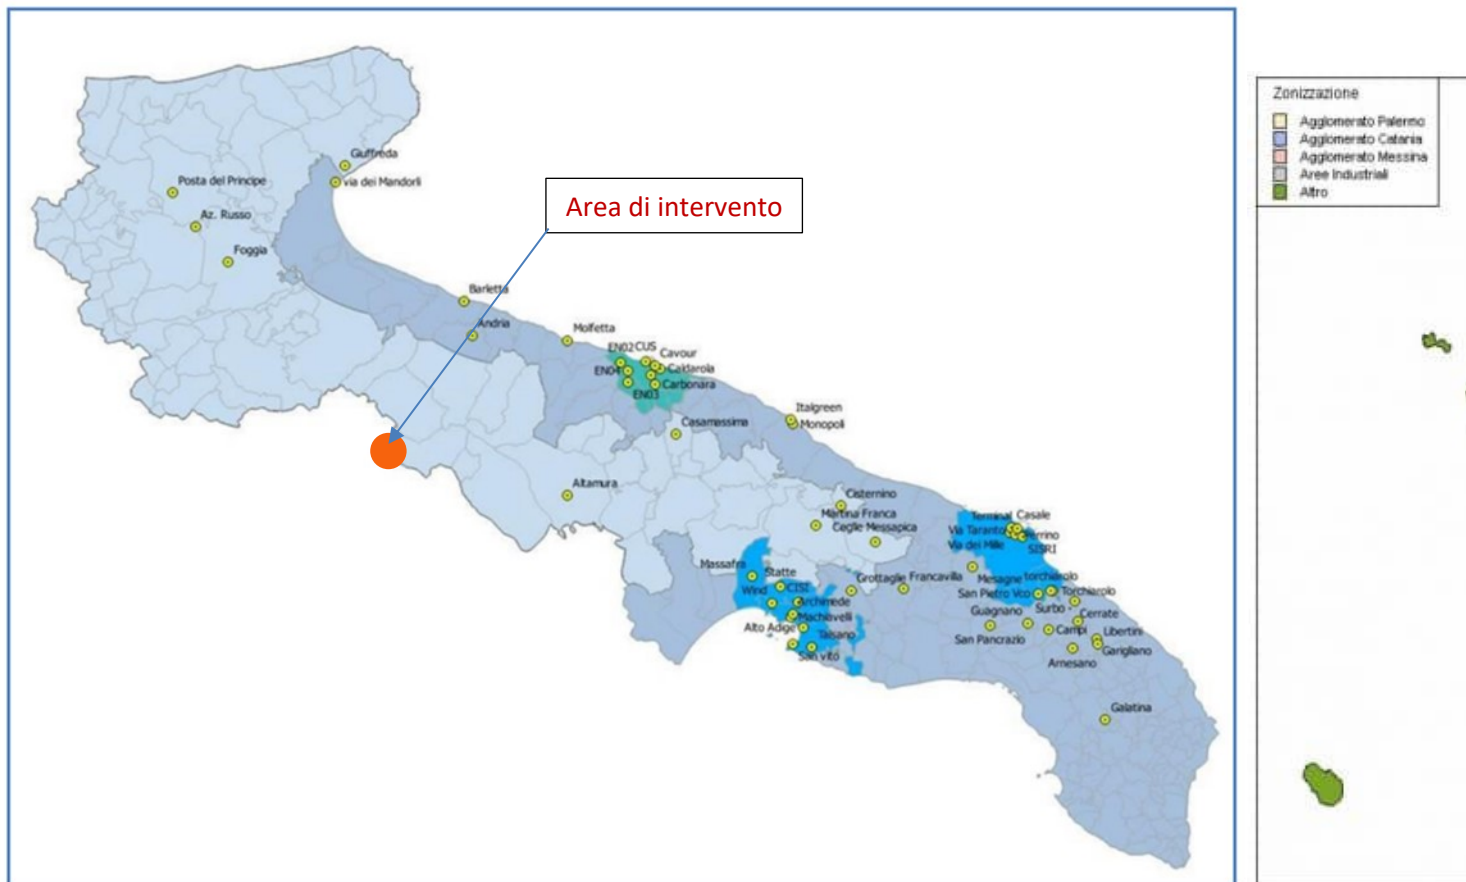 Giuffreda
via dei Mandorli
Posta del Principe
Az. Russo
Foggia
Area di intervento
Barletta
Andria
Molfetta
EN02 CUS
Cavour
EN04
Caldarola
Carbonara
EN03
Casamassima
Italgreen
Monopoli
Altamura
Cisternino
Martina Franca
Ceglie Messapica
Terminal Casale
Via Taranto
Perrino
Via dei Mille
SISRI
Massafra
Statte
Grottaglie
Francavilla
Mesagne
torchiarolo
Wind
CISI
San Pietro Vco
Torchiarolo
Archimede
Machiavelli
Guagnano
Surbo
Cerrate
Alto Adige
Talsano
San Pancrazio
Campi
Libertini
San vito
Arnesano
Garigliano
Galatina
Zonizzazione
Agglomerato Palermo
Agglomerato Catania
Agglomerato Messina
Aree Industriali
Altro